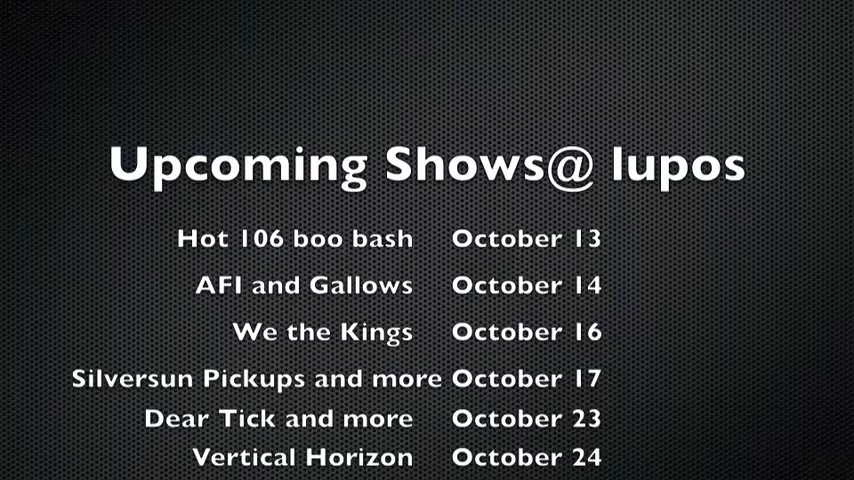 Upcoming Shows@ lupos
Hot 106 boo bash October 13
AFI and Gallows October 14
We the Kings October 16
Silversun Pickups and more October 17
Dear Tick and more October 23
Vertical Horizon October 24